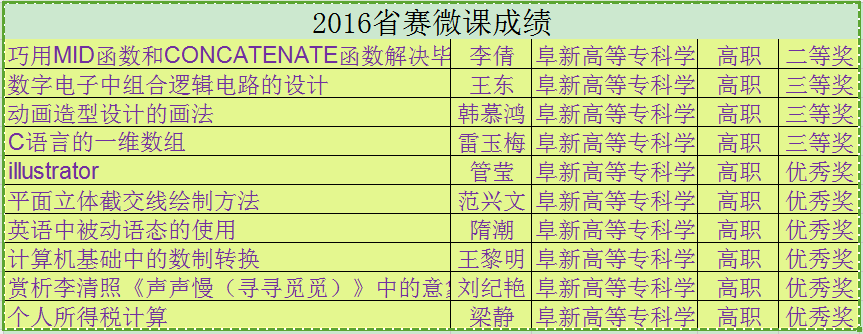 2016省赛微课成绩
巧用MID函数和CONCATENATE函数解决毕 李倩 阜新高等专科学 高职 二等奖
数字电子中组合逻辑电路的设计 王东 阜新高等专科学 高职 三等奖
动画造型设计的画法 韩慕鸿 阜新高等专科学 高职 三等奖
C语言的一维数组 雷玉梅 阜新高等专科学 高职 三等奖
illustrator 管莹 阜新高等专科学 高职 优秀奖
平面立体截交线绘制方法 范兴文 阜新高等专科学 高职 优秀奖
英语中被动语态的使用 隋潮 阜新高等专科学 高职 优秀奖
计算机基础中的数制转换 王黎明 阜新高等专科学 高职 优秀奖
赏析李清照《声声慢（寻寻觅觅）》中的意 刘纪艳 阜新高等专科学 高职 优秀奖
个人所得税计算 梁静 阜新高等专科学 高职 优秀奖